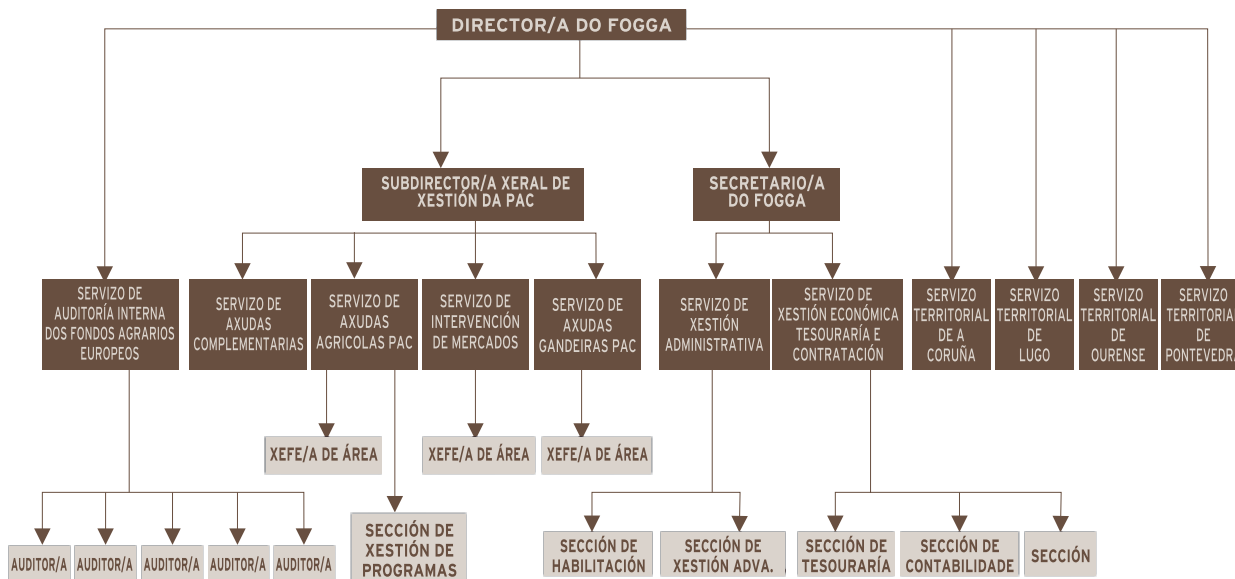 DIRECTOR/A DO FOGGA
SUBDIRECTOR/A XERAL DE
XESTIÓN DA PAC
SECRETARIO/A
DO FOGGA
SERVIZO DE
AUDITORÍA INTERNA
DOS FONDOS AGRARIOS
EUROPEOS
SERVIZO DE
AXUDAS
COMPLEMENTARIAS
SERVIZO DE
AXUDAS
AGRICOLAS PAC
SERVIZO DE
INTERVENCIÓN
DE MERCADOS
SERVIZO DE
AXUDAS
GANDEIRAS PAC
SERVIZO DE
XESTIÓN
ADMINISTRATIVA
SERVIZO DE
XESTIÓN ECONÓMICA
TESOURARÍA E
CONTRATACIÓN
SERVIZO
TERRITORIAL
DE A
CORUÑA
SERVIZO
TERRITORIAL
DE
LUGO
SERVIZO
TERRITORIAL
DE
OURENSE
SERVIZO
TERRITORIAL
DE
PONTEVEDRA
XEFE/A DE ÁREA
XEFE/A DE ÁREA
XEFE/A DE ÁREA
AUDITOR/A
AUDITOR/A
AUDITOR/A
AUDITOR/A
AUDITOR/A
SECCIÓN DE
XESTIÓN DE
PROGRAMAS
SECCIÓN DE
HABILITACIÓN
SECCIÓN DE
XESTIÓN ADVA.
SECCIÓN DE
TESOURARÍA
SECCIÓN DE
CONTABILIDADE
SECCIÓN